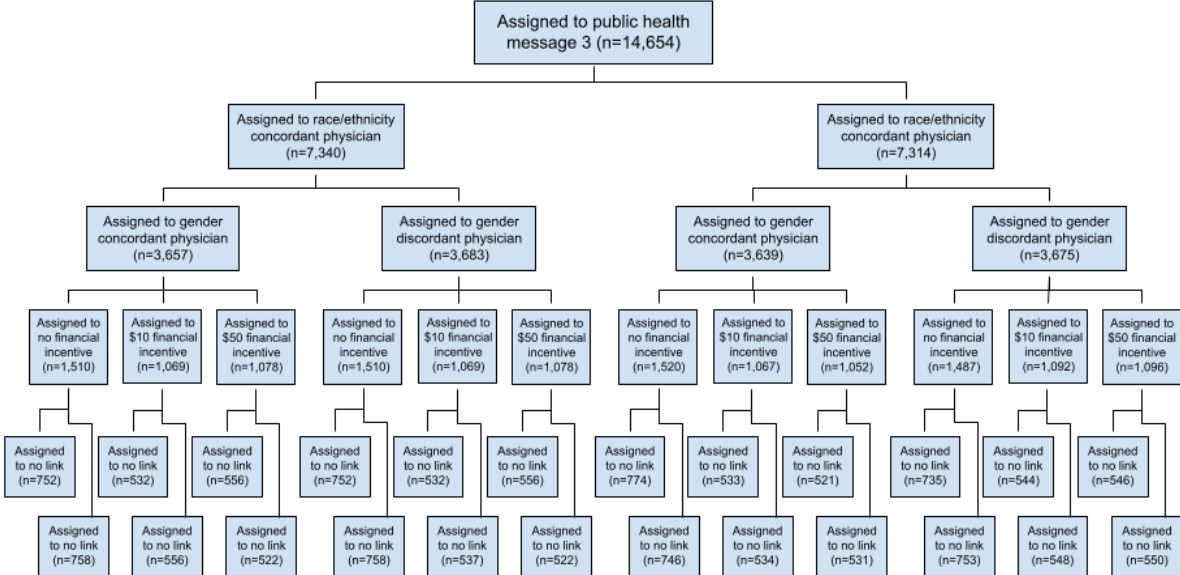 Assigned to public health
message 3 (n=14,654)
Assigned to race/ethnicity
concordant physician
(n=7,340)
Assigned to race/ethnicity
concordant physician
(n=7,314)
Assigned to gender
concordant physician
(n=3,657)
Assigned to gender
discordant physician
(n=3,683)
Assigned to gender
concordant physician
(n=3,639)
Assigned to gender
discordant physician
(n=3,675)
Assigned to
no financial
incentive
(n=1,510)
Assigned to
$10 financial
incentive
(n=1,069)
Assigned to
$50 financial
incentive
(n=1,078)
Assigned to
no financial
incentive
(n=1,510)
Assigned to
$10 financial
incentive
(n=1,069)
Assigned to
$50 financial
incentive
(n=1,078)
Assigned to
no financial
incentive
(n=1,520)
Assigned to
$10 financial
incentive
(n=1,067)
Assigned to
$50 financial
incentive
(n=1,052)
Assigned to
no financial
incentive
(n=1,487)
Assigned to
$10 financial
incentive
(n=1,092)
Assigned to
$50 financial
incentive
(n=1,096)
Assigned
to no link
(n=752)
Assigned
to no link
(n=532)
Assigned
to no link
(n=556)
Assigned
to no link
(n=752)
Assigned
to no link
(n=532)
Assigned
to no link
(n=556)
Assigned
to no link
(n=774)
Assigned
to no link
(n=533)
Assigned
to no link
(n=521)
Assigned
to no link
(n=735)
Assigned
to no link
(n=544)
Assigned
to no link
(n=546)
Assigned
to no link
(n=758)
Assigned
to no link
(n=556)
Assigned
to no link
(n=522)
Assigned
to no link
(n=758)
Assigned
to no link
(n=537)
Assigned
to no link
(n=522)
Assigned
to no link
(n=746)
Assigned
to no link
(n=534)
Assigned
to no link
(n=531)
Assigned
to no link
(n=753)
Assigned
to no link
(n=548)
Assigned
to no link
(n=550)